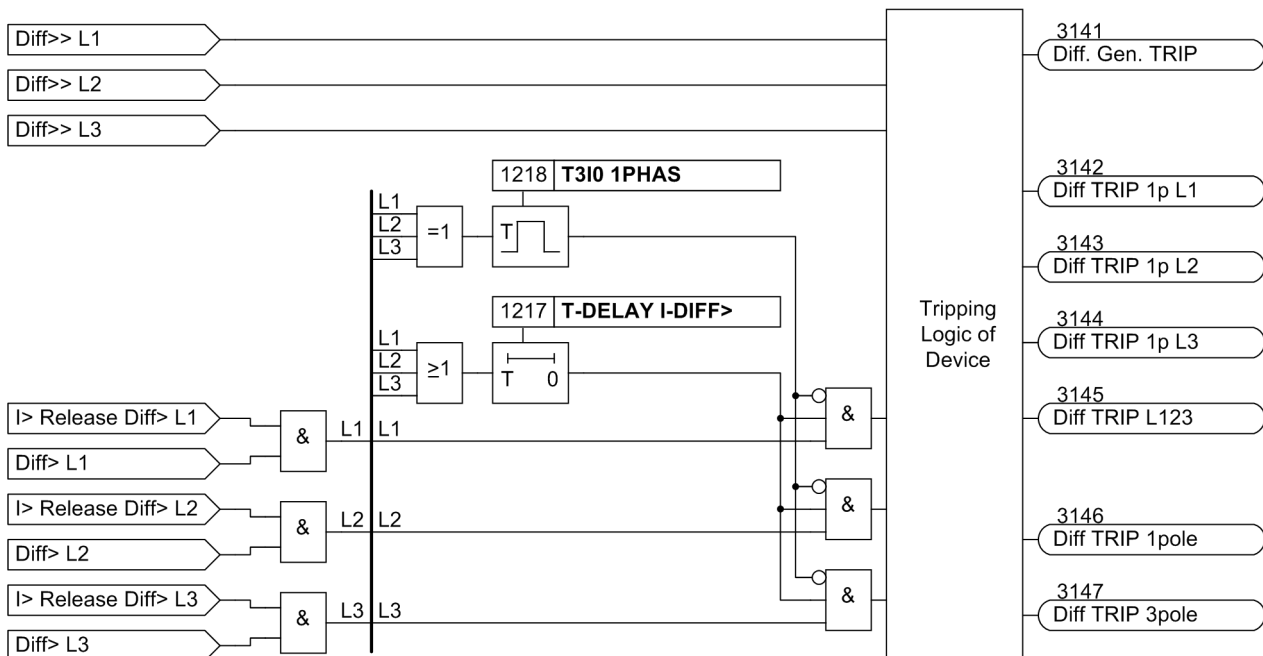 Diff>> L1
Diff>> L2
Diff>> L3
1218 T3I0 1PHAS
L1
L2
L3
=1
T
1217 T-DELAY I-DIFF>
L1
L2
L3
≥1
T 0
I> Release Diff> L1
Diff> L1
&
L1 L1
&
I> Release Diff> L2
Diff> L2
&
L2 L2
&
I> Release Diff> L3
Diff> L3
&
L3 L3
&
Tripping
Logic of
Device
3141
Diff. Gen. TRIP
3142
Diff TRIP 1p L1
3143
Diff TRIP 1p L2
3144
Diff TRIP 1p L3
3145
Diff TRIP L123
3146
Diff TRIP 1pole
3147
Diff TRIP 3pole